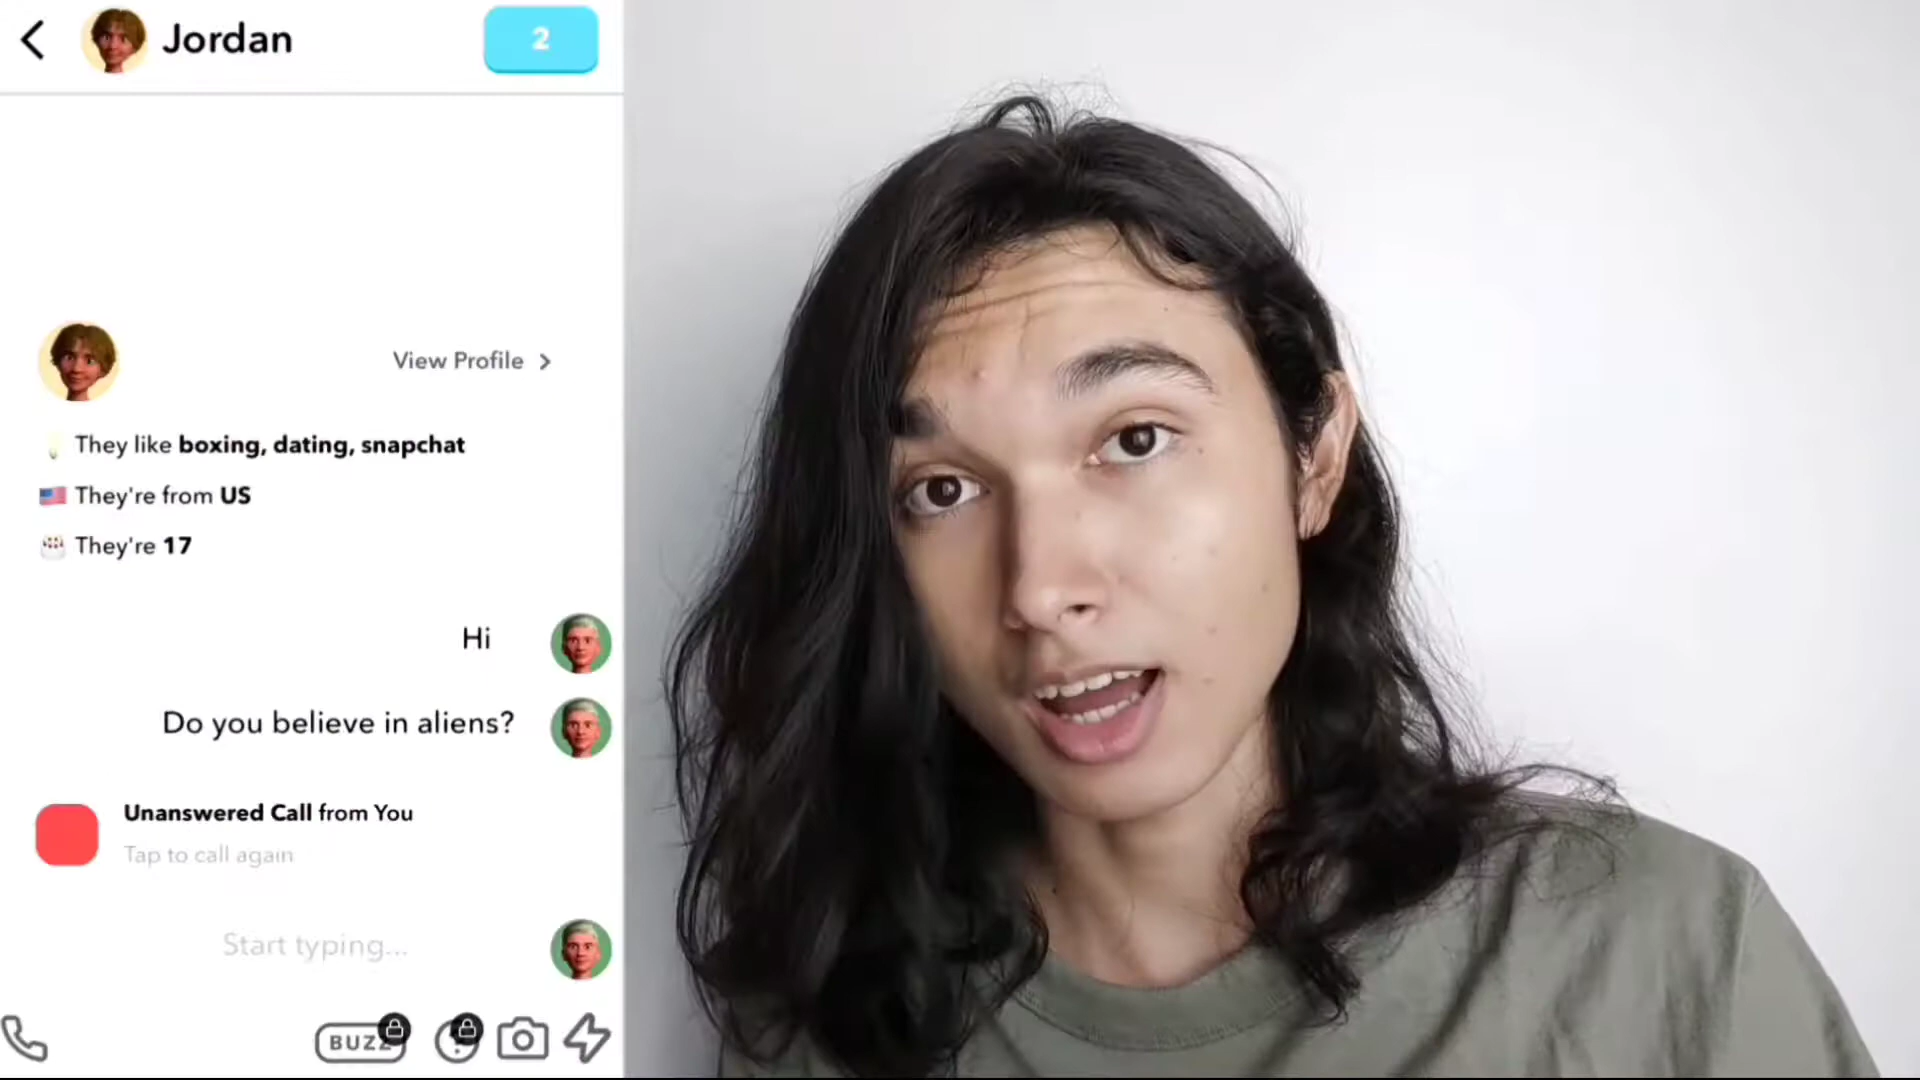 Jordan
2
View Profile
They like boxing, dating, snapchat
They're from US
They're 17
Hi
Do you believe in aliens?
Unanswered Call from You
Tap to call again
Start typing...
BUZZ